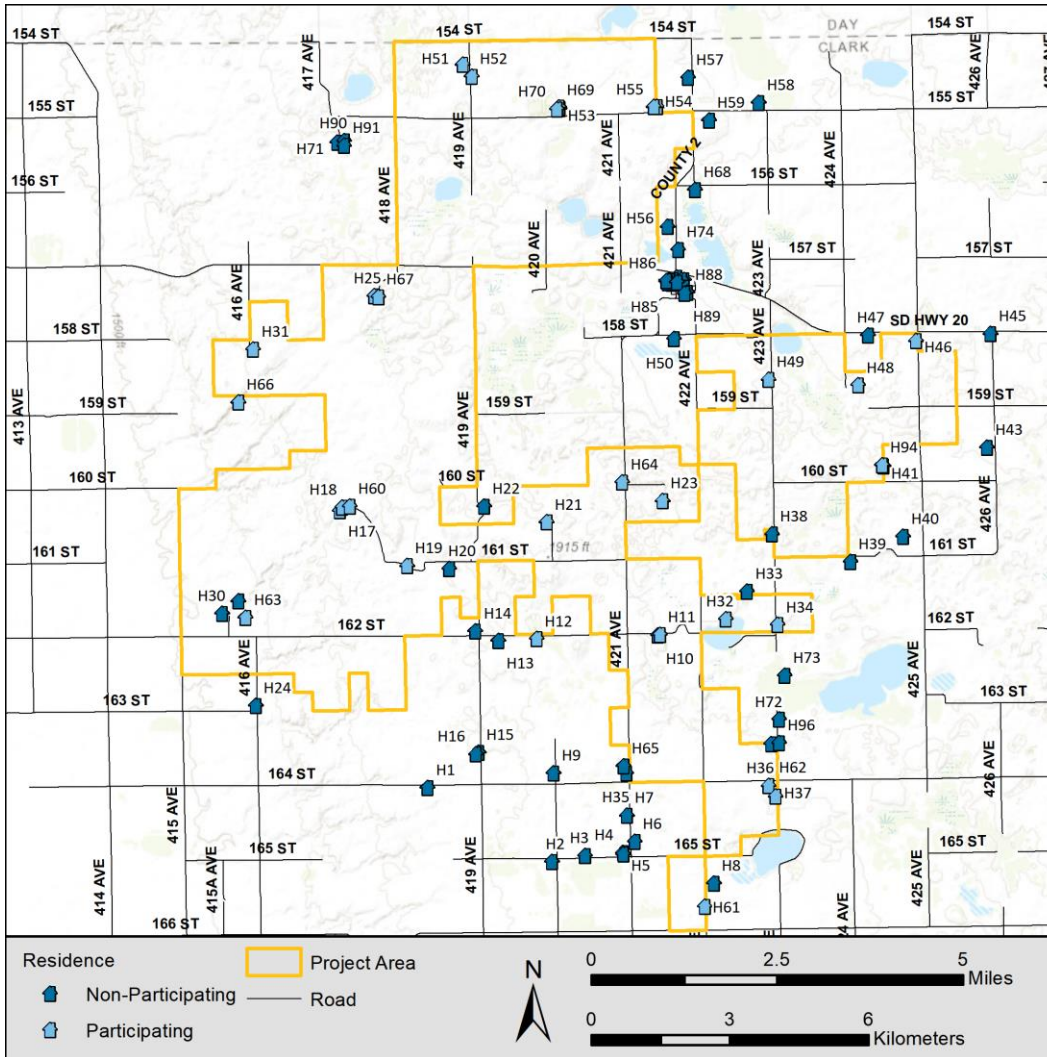 154 ST
154 ST
DAY
CLARK
154 ST
154 ST
417 AVE
H51
H52
H57
426 AVE
427 AVE
155 ST
H70
H69
H53
H55
H54
H58
H59
155 ST
155 ST
H90
H91
H71
419 AVE
421 AVE
COUNTY 2
424 AVE
156 ST
418 AVE
H68
156 ST
156 ST
H56
H74
420 AVE
421 AVE
157 ST
157 ST
416 AVE
H25
H67
H86
H88
423 AVE
H85
158 ST
H31
158 ST
H89
H47
SD HWY 20
H45
H50
423 AVE
H49
H46
H66
422 AVE
H48
413 AVE
159 ST
419 AVE
159 ST
159 ST
H43
160 ST
H64
H94
160 ST
160 ST
H41
426 AVE
H18
H60
H22
H23
H17
H21
H38
H40
161 ST
H19
H20
161 ST
1915 ft
H39
161 ST
1500 ft
H30
H63
H33
H14
H12
H11
H32
H34
162 ST
162 ST
162 ST
H13
421 AVE
H10
416 AVE
H24
H73
425 AVE
163 ST
163 ST
H72
H96
H16
H15
H65
H9
164 ST
H1
H36
H62
426 AVE
415 AVE
H37
H35
H7
H3
H4
H6
165 ST
H2
165 ST
165 ST
H5
414 AVE
415A AVE
419 AVE
H8
425 AVE
166 ST
H61
24 AVE
Residence
Non-Participating
Participating
Project Area
Road
N
0 2.5 5
Miles
0 3 6
Kilometers